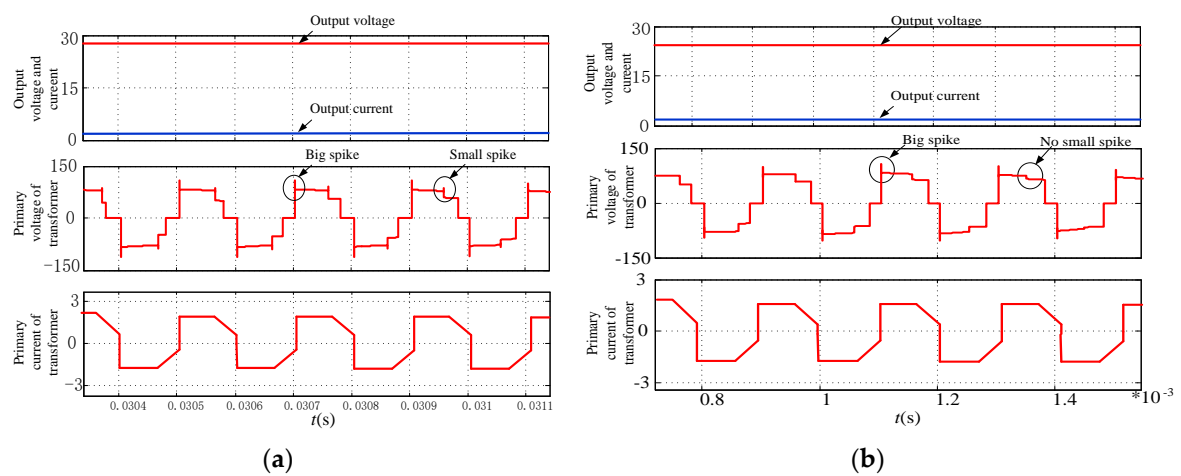 Output voltage
30
15
0
Output
voltage and
cureent
Output current
Big spike
Small spike
150
0
−150
Primary
voltage of
transformer
3
0
−3
Primary
current of
transformer
0.0304
0.0305
0.0306
0.0307
0.0308
0.0309
0.031
0.0311
t(s)
(a)
Output voltage
30
15
0
Output
voltage and
cureent
Output current
Big spike
No small spike
150
0
-150
Primary
voltage of
transformer
3
0
-3
Primary
current of
transformer
0.8
1
1.2
1.4
*10⁻³
t(s)
(b)